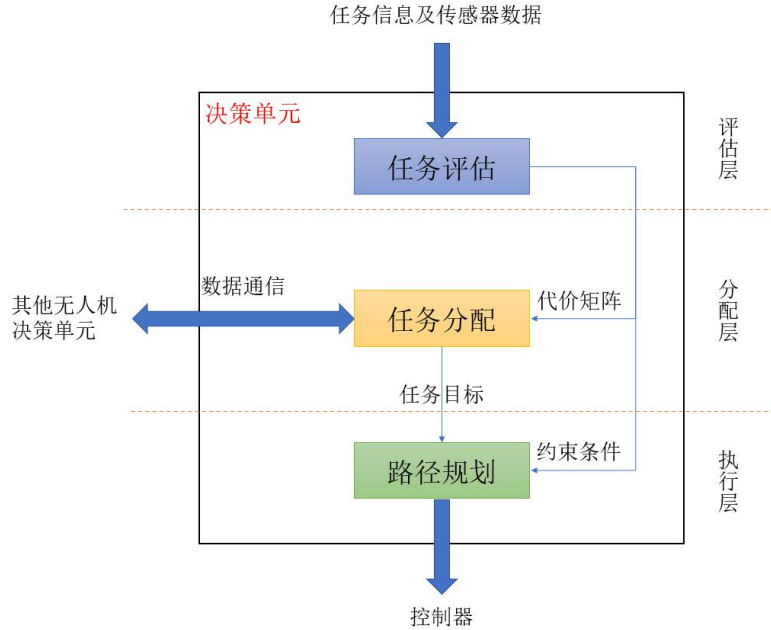 任务信息及传感器数据
决策单元
任务评估
评估层
数据通信
其他无人机
决策单元
任务分配
代价矩阵
分配层
任务目标
路径规划
约束条件
执行层
控制器